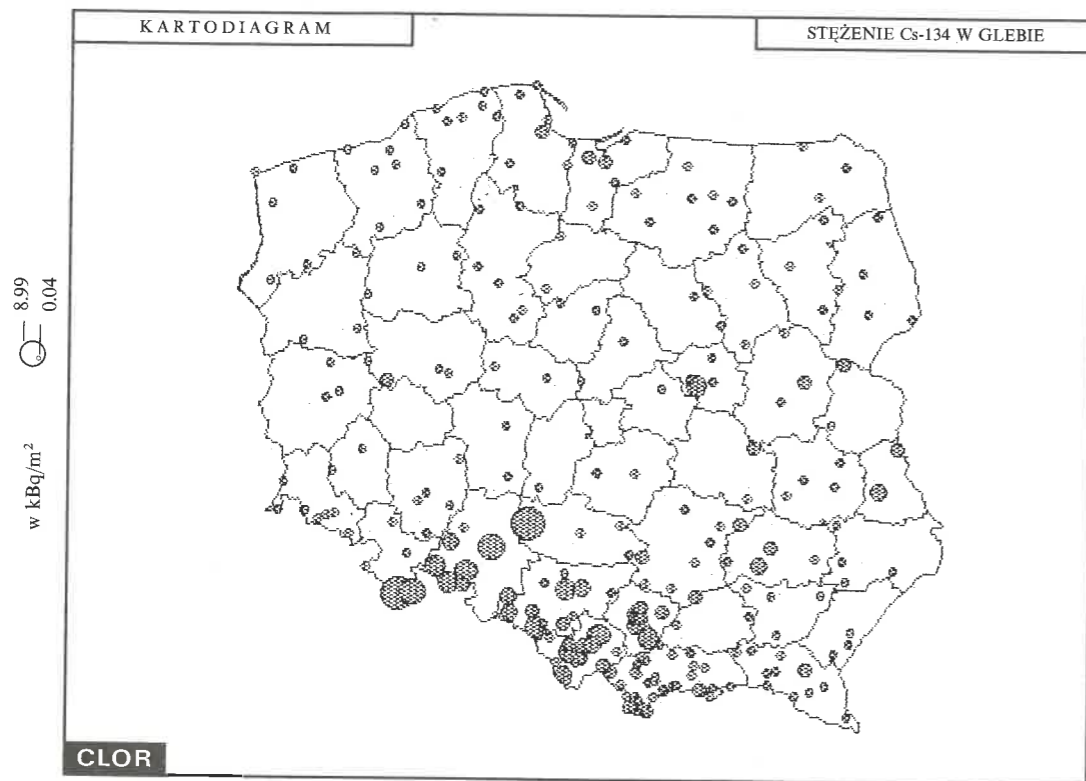 KARTODIAGRAM
STĘŻENIE Cs-134 W GLEBIE
8.99
0.04
w kBq/m²
CLOR